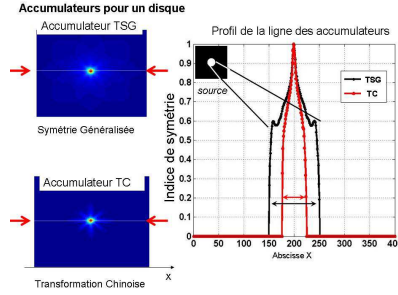 Accumulateurs pour un disque
Accumulateur TSG
Symétrie Généralisée
Accumulateur TC
x
Transformation Chinoise
Profil de la ligne des accumulateurs
source
TSG
TC
Indice de symétrie
1
0.9
0.8
0.7
0.6
0.5
0.4
0.3
0.2
0.1
0
0 50 100 150 200 250 300 350 40
Abscisse X